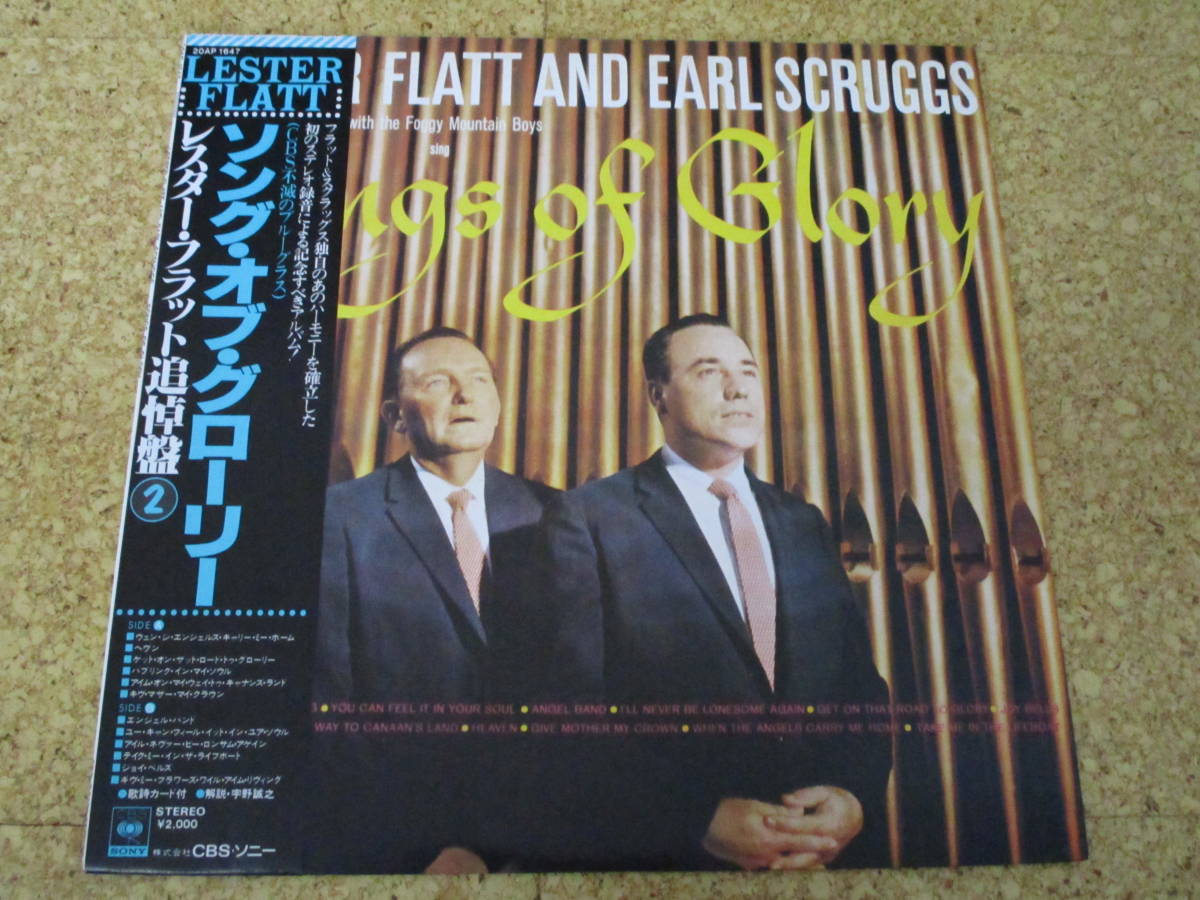 20AP 1647
LESTER
FLATT
フラット&スクラッグス独自のあのハーモニーを確立した
初のステレオ録音による記念すべきアルバム!
(CBS不滅のブルーグラス)
ソング・オブ・グローリー
レスター・フラット追悼盤②
SIDE A
■ウェン・ジ・エンジェルス・キャリー・ミー・ホーム
■ヘヴン
■ゲット・オン・ザット・ロード・トゥ・グローリー
■バブリング・イン・マイ・ソウル
■アイム・オン・マイ・ウェイ・トゥ・キャナンズ・ランド
■ギヴ・マザー・マイ・クラウン
SIDE B
■エンジェル・バンド
■ユー・キャン・フィール・イット・イン・ユア・ソウル
■アイル・ネヴァー・ビー・ロンサム・アゲイン
■テイク・ミー・イン・ザ・ライフボート
■ジョイ・ベルズ
■ギヴ・ミー・フラワーズ・ワイル・アイム・リヴィング
●歌詩カード付 ●解説・宇野誠之
STEREO
¥2,000
SONY
株式会社 CBS・ソニー
R FLATT AND EARL SCRUGGS
with the Foggy Mountain Boys
sing
ngs of Glory
●YOU CAN FEEL IT IN YOUR SOUL ●ANGEL BAND ●I'LL NEVER BE LONESOME AGAIN ●GET ON THAT ROAD TO GLORY ●JOY BELLS
WAY TO CANAAN'S LAND ●HEAVEN ●GIVE MOTHER MY CROWN ●WHEN THE ANGELS CARRY ME HOME ●TAKE ME IN THE LIFEBOAT